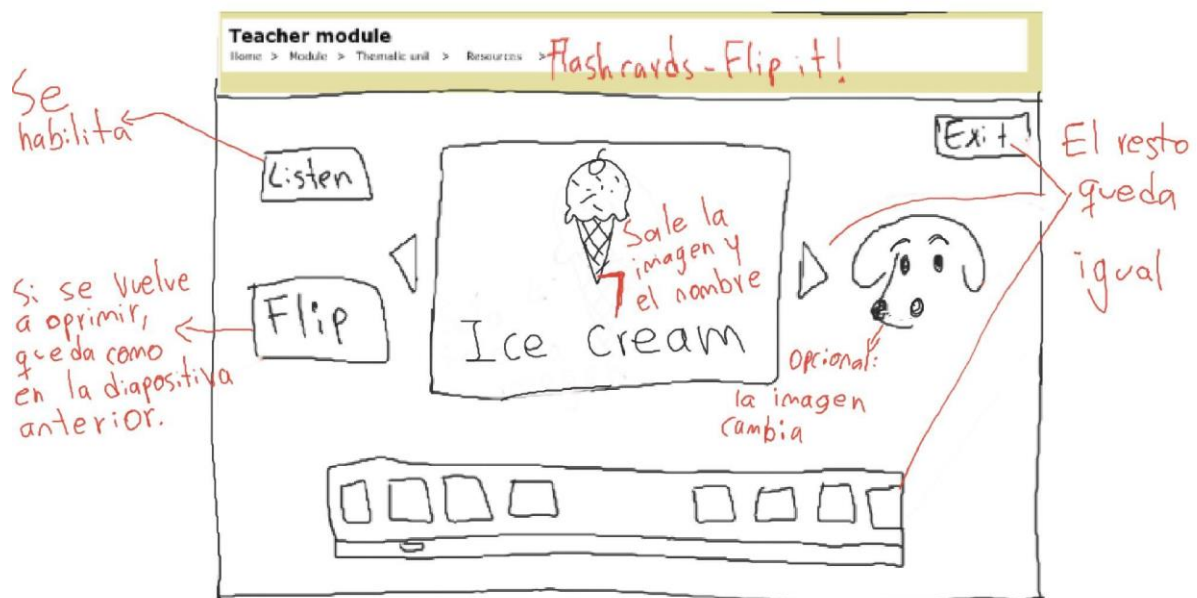 Teacher module
Home > Module > Thematic unit > Resources >
Flashcards - Flip it!
Se
habilita
Listen
Exit
El resto
queda
igual
Sale la
imagen y
el nombre
Si se vuelve
a oprimir,
queda como
en la diapositiva
anterior.
Flip
Ice Cream
Opcional:
la imagen
cambia